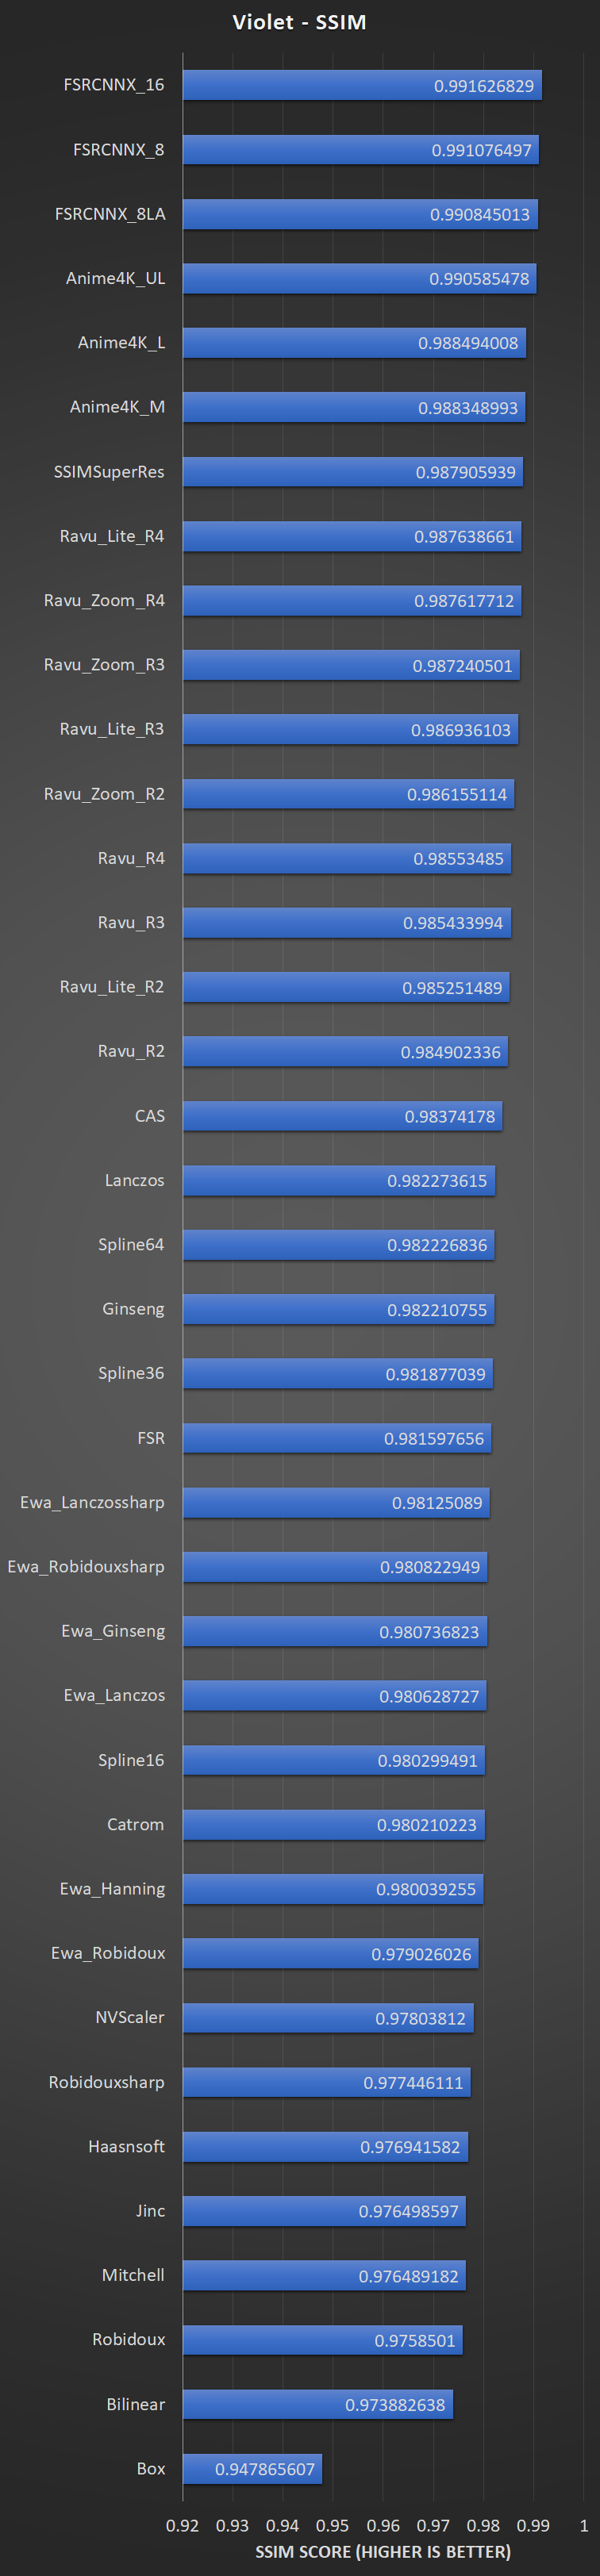 Violet - SSIM
FSRCNNX_16 0.991626829
FSRCNNX_8 0.991076497
FSRCNNX_8LA 0.990845013
Anime4K_UL 0.990585478
Anime4K_L 0.988494008
Anime4K_M 0.988348993
SSIMSuperRes 0.987905939
Ravu_Lite_R4 0.987638661
Ravu_Zoom_R4 0.987617712
Ravu_Zoom_R3 0.987240501
Ravu_Lite_R3 0.986936103
Ravu_Zoom_R2 0.986155114
Ravu_R4 0.98553485
Ravu_R3 0.985433994
Ravu_Lite_R2 0.985251489
Ravu_R2 0.984902336
CAS 0.98374178
Lanczos 0.982273615
Spline64 0.982226836
Ginseng 0.982210755
Spline36 0.981877039
FSR 0.981597656
Ewa_Lanczossharp 0.98125089
Ewa_Robidouxsharp 0.980822949
Ewa_Ginseng 0.980736823
Ewa_Lanczos 0.980628727
Spline16 0.980299491
Catrom 0.980210223
Ewa_Hanning 0.980039255
Ewa_Robidoux 0.979026026
NVScaler 0.97803812
Robidouxsharp 0.977446111
Haasnsoft 0.976941582
Jinc 0.976498597
Mitchell 0.976489182
Robidoux 0.9758501
Bilinear 0.973882638
Box 0.947865607
0.92 0.93 0.94 0.95 0.96 0.97 0.98 0.99 1
SSIM SCORE (HIGHER IS BETTER)